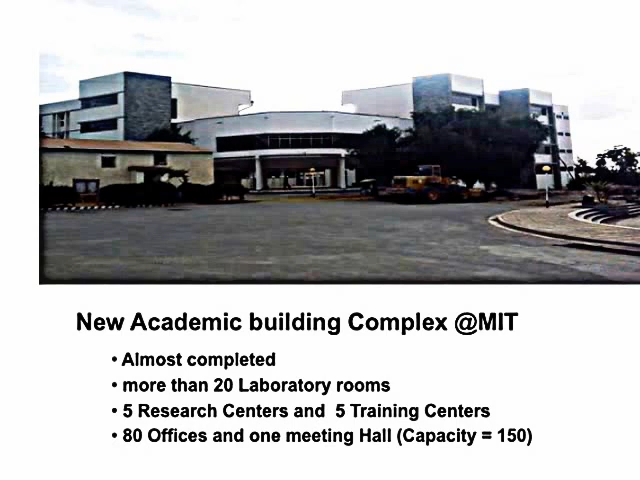 New Academic building Complex @MIT
• Almost completed
• more than 20 Laboratory rooms
• 5 Research Centers and  5 Training Centers
• 80 Offices and one meeting Hall (Capacity = 150)